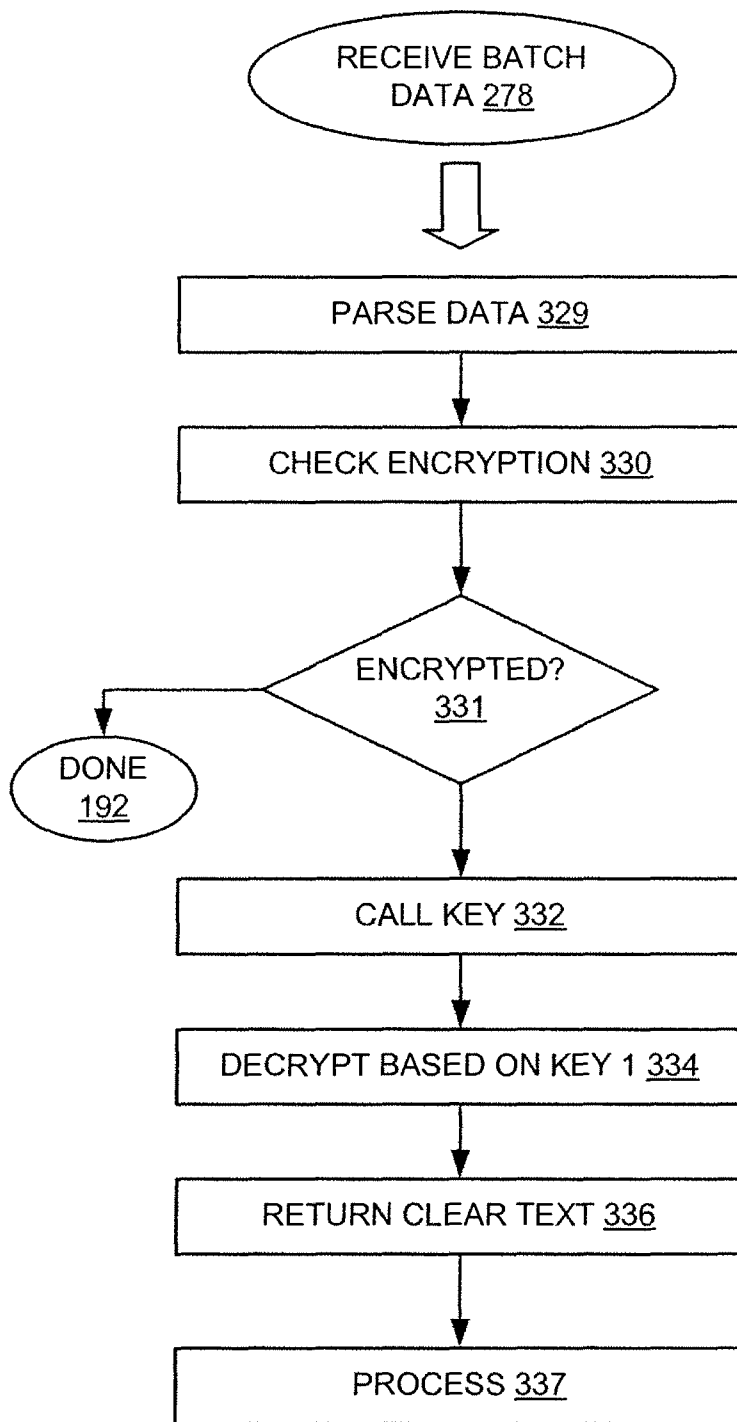 RECEIVE BATCH
DATA 278
PARSE DATA 329
CHECK ENCRYPTION 330
ENCRYPTED?
331
DONE
192
CALL KEY 332
DECRYPT BASED ON KEY 1 334
RETURN CLEAR TEXT 336
PROCESS 337